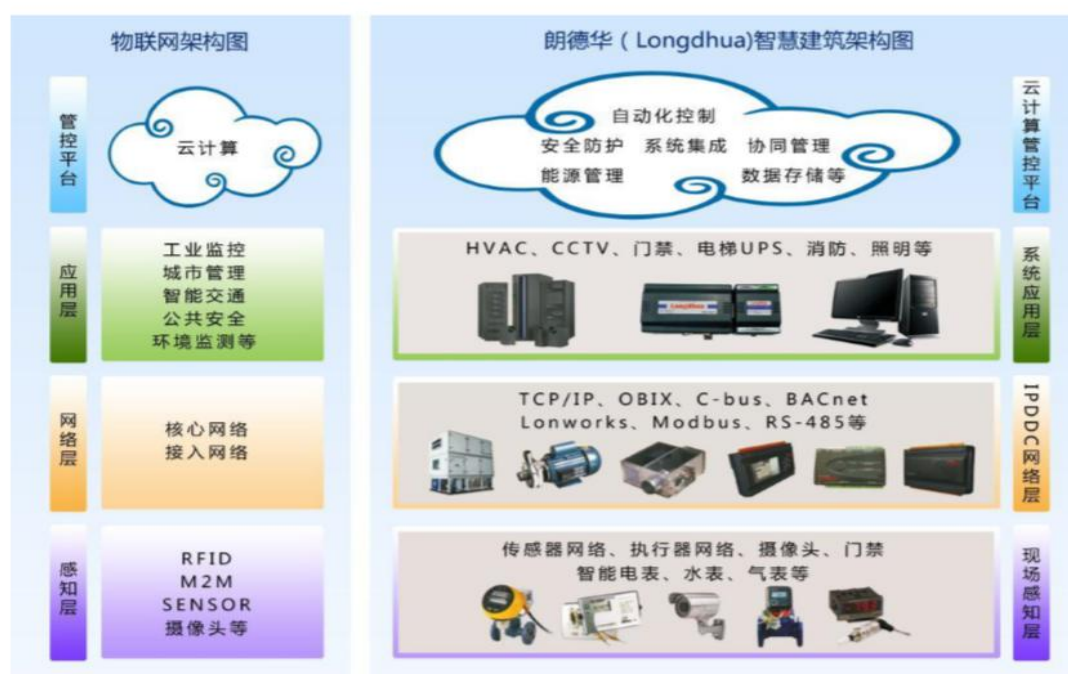 物联网架构图
管控平台
云计算
应用层
工业监控
城市管理
智能交通
公共安全
环境监测等
网络层
核心网络
接入网络
感知层
RFID
M2M
SENSOR
摄像头等
朗德华（Longdhua)智慧建筑架构图
自动化控制
安全防护 系统集成 协同管理
能源管理 数据存储等
云计算管控平台
HVAC、CCTV、门禁、电梯UPS、消防、照明等
LongdHua
系统应用层
TCP/IP、OBIX、C-bus、BACnet
Lonworks、Modbus、RS-485等
IPDDC网络层
传感器网络、执行器网络、摄像头、门禁
智能电表、水表、气表等
现场感知层